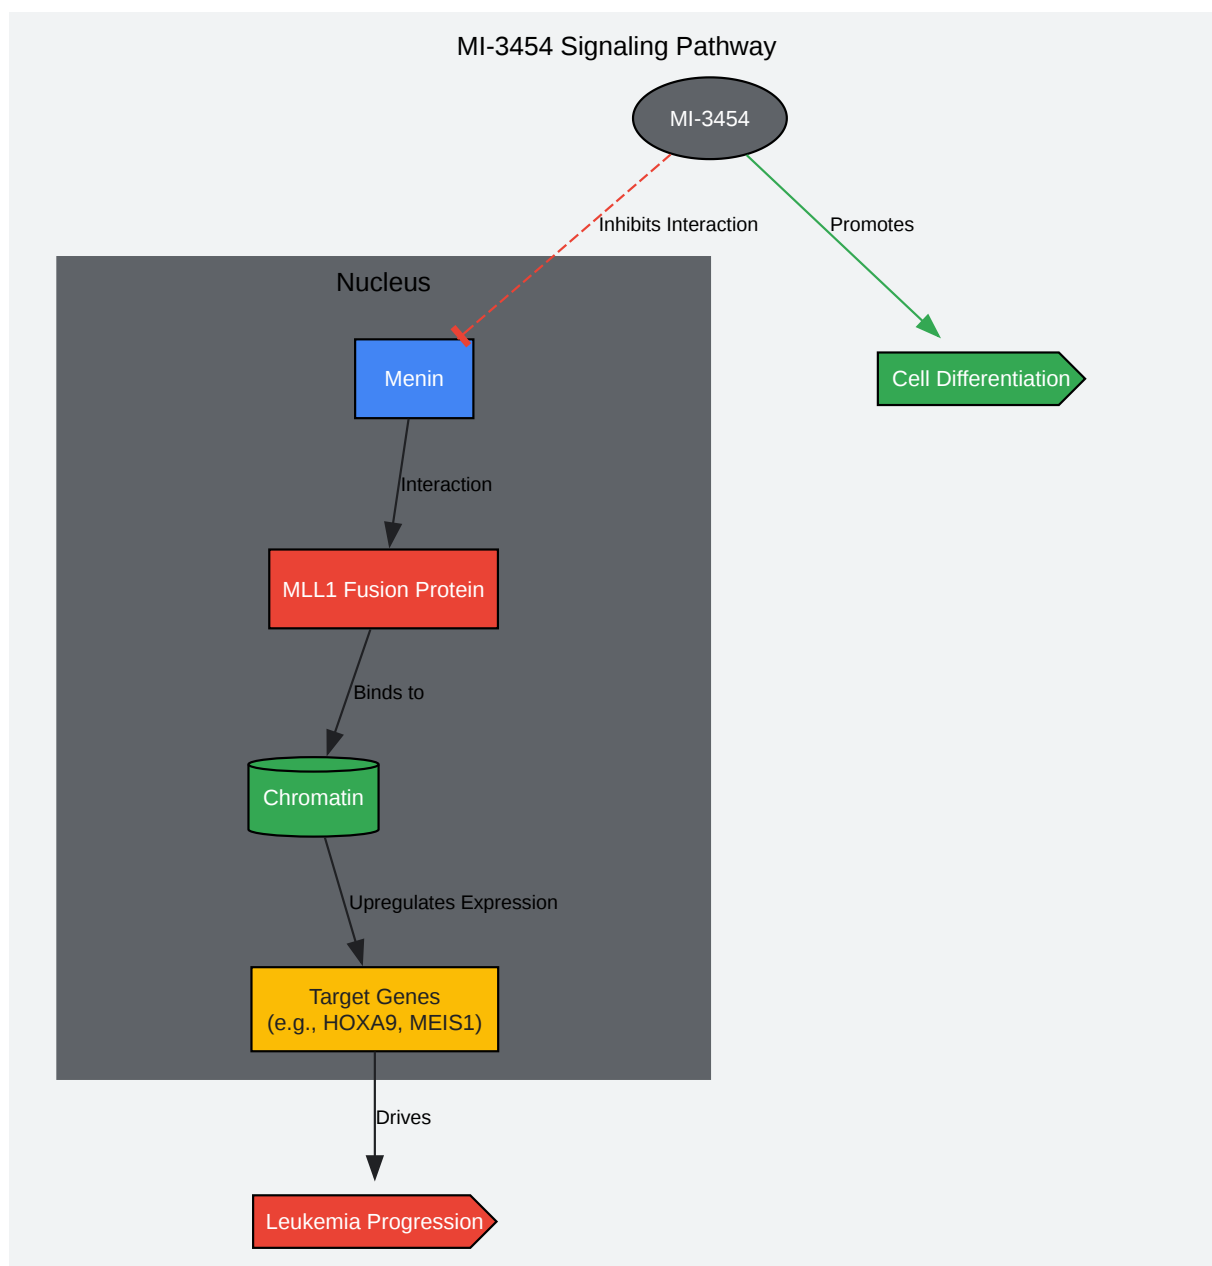 MI-3454 Signaling Pathway
MI-3454
Inhibits Interaction
Promotes
Nucleus
Menin
Cell Differentiation
Interaction
MLL1 Fusion Protein
Binds to
Chromatin
Upregulates Expression
Target Genes
(e.g., HOXA9, MEIS1)
Drives
Leukemia Progression